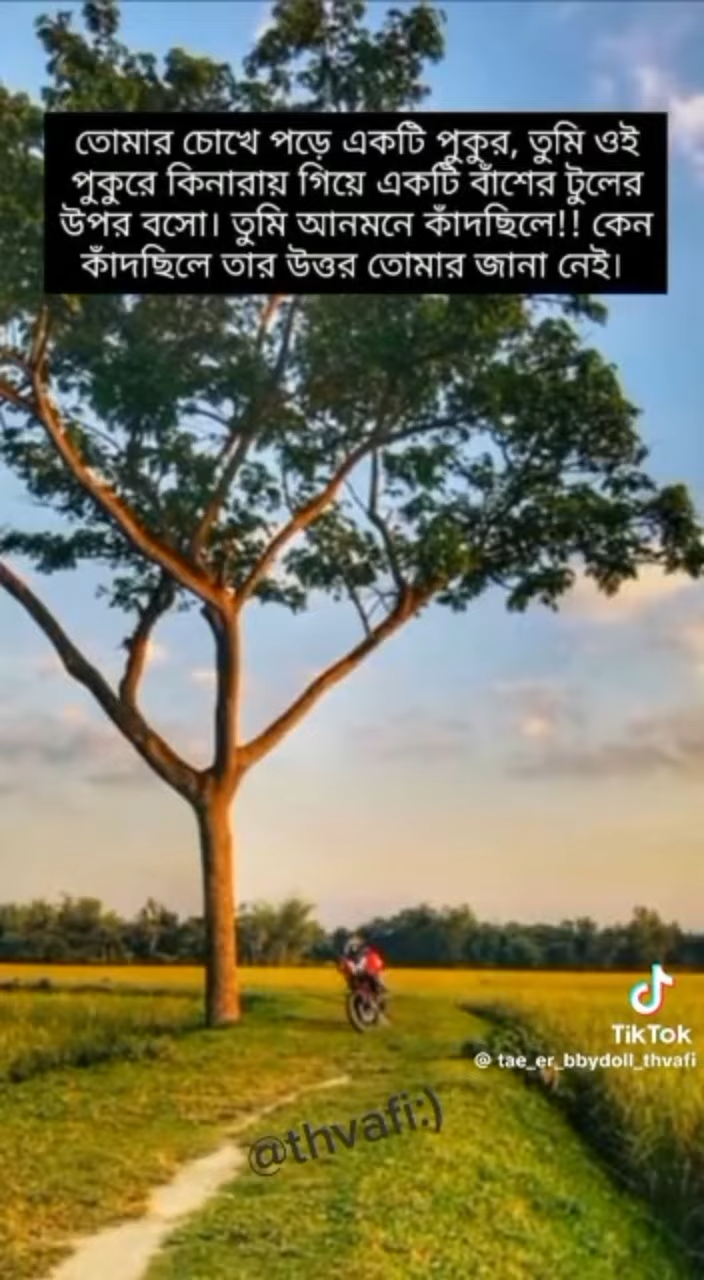 তোমার চোখে পড়ে একটি পুকুর, তুমি ওই
পুকুরে কিনারায় গিয়ে একটি বাঁশের টুলের
উপর বসো। তুমি আনমনে কাঁদছিলে!! কেন
কাঁদছিলে তার উত্তর তোমার জানা নেই।
TikTok
@ tae_er_bbydoll_thvafi
@thvafi:)